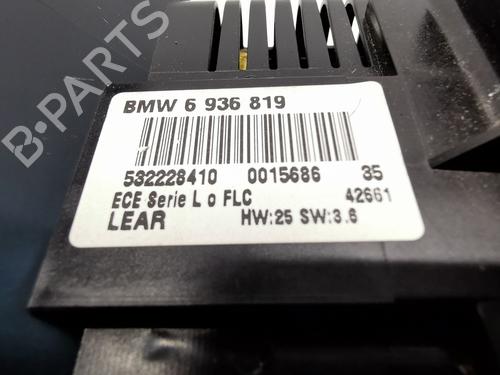 B-PARTS
BMW 6 936 819
532228410 0015686 35
ECE Serie L o FLC 42661
LEAR HW:25 SW:3.6